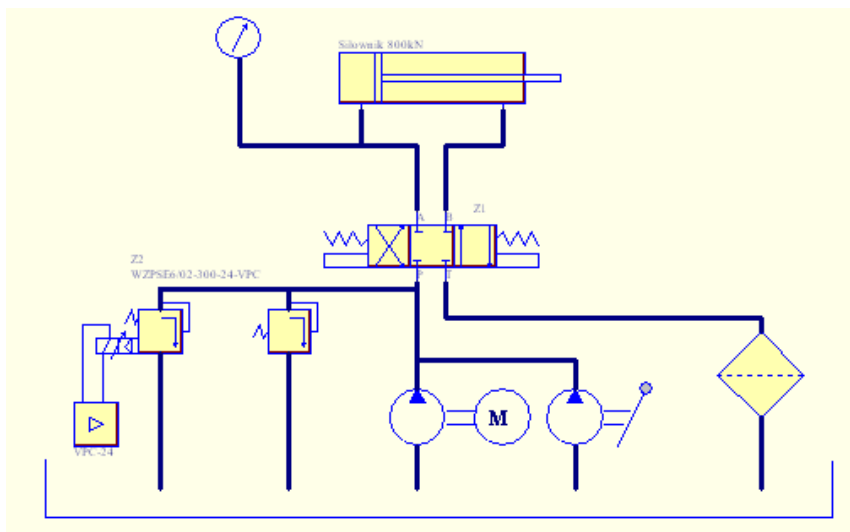 Siłownik 800kN
A B Z1
Z2
WZPSE6/02-300-24-VPC
P T
M
VPC-24